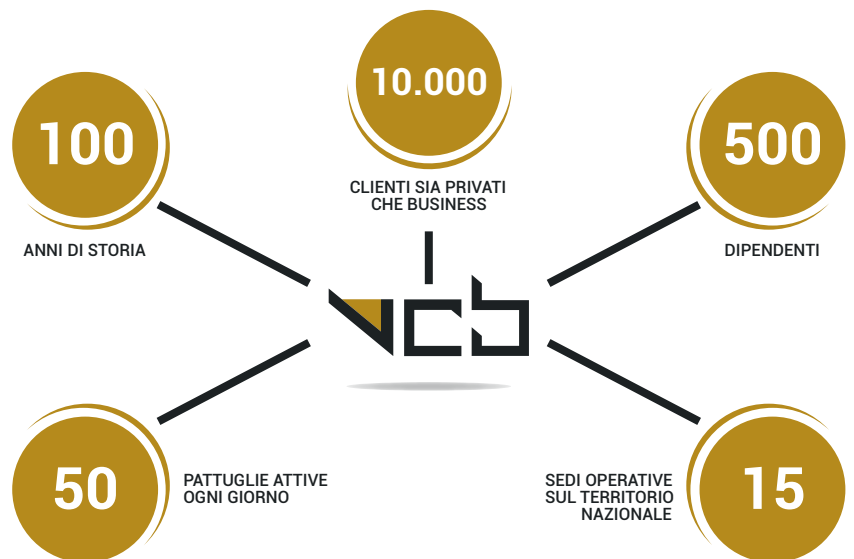 10.000
100
500
CLIENTI SIA PRIVATI
CHE BUSINESS
ANNI DI STORIA
DIPENDENTI
vcb
50
PATTUGLIE ATTIVE
OGNI GIORNO
SEDI OPERATIVE
SUL TERRITORIO
NAZIONALE
15